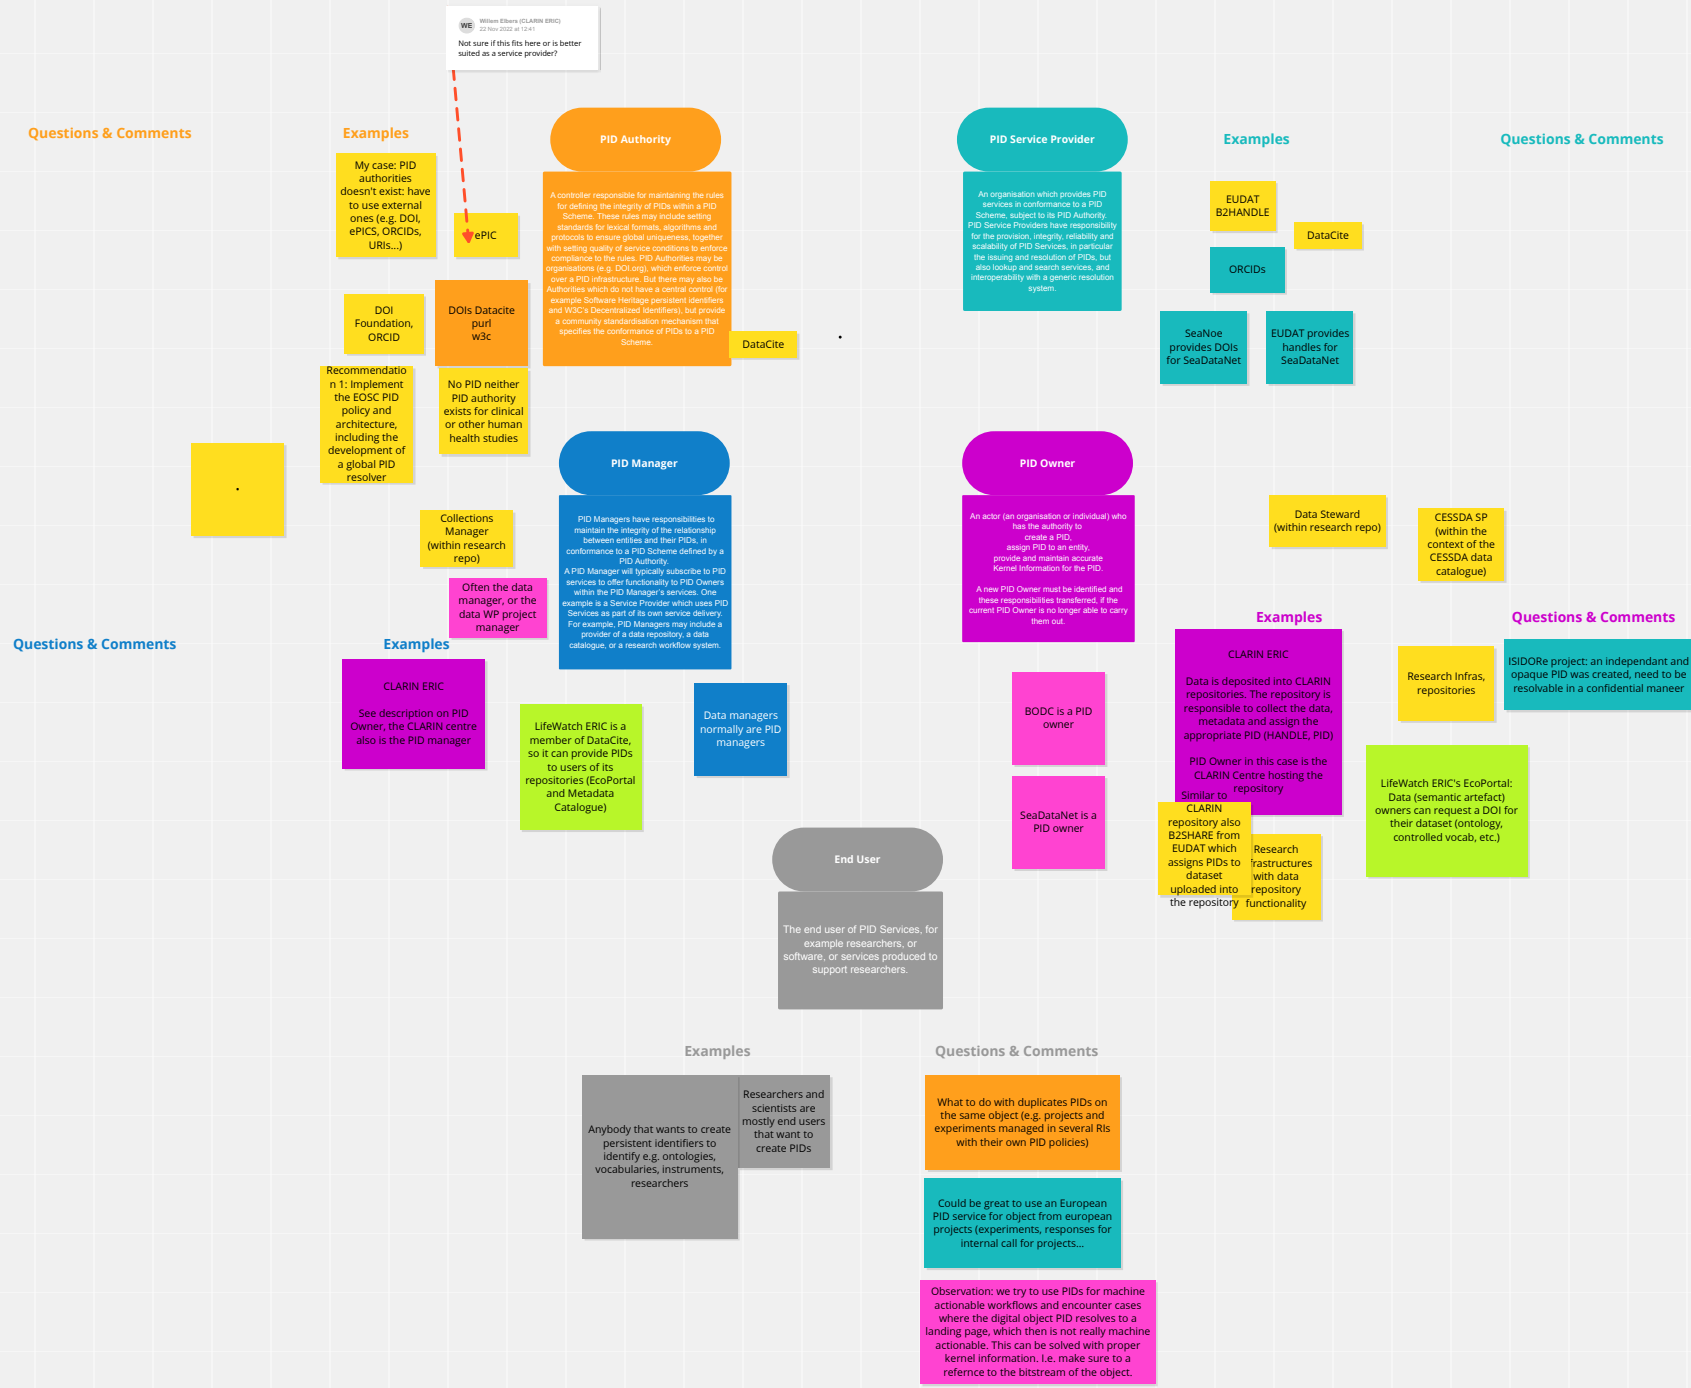 WE
Willem Elbers (CLARIN ERIC)
22 Nov 2022 at 12:41
Not sure if this fits here or is better
suited as a service provider?
Questions & Comments
Examples
My case: PID
authorities
doesn't exist: have
to use external
ones (e.g. DOI,
ePICS, ORCIDs,
URIs...)
ePIC
DOI
Foundation,
ORCID
DOIs Datacite
purl
w3c
Recommendatio
n 1: Implement
the EOSC PID
policy and
architecture,
including the
development of
a global PID
resolver
No PID neither
PID authority
exists for clinical
or other human
health studies
.
PID Authority
A controller responsible for maintaining the rules
for defining the integrity of PIDs within a PID
Scheme. These rules may include setting
standards for lexical formats, algorithms and
protocols to ensure global uniqueness, together
with setting quality of service conditions to enforce
compliance to the rules. PID Authorities may be
organisations (e.g. DOI.org), which enforce control
over a PID infrastructure. But there may also be
Authorities which do not have a central control (for
example Software Heritage persistent identifiers
and W3C's Decentralized Identifiers), but provide
a community standardisation mechanism that
specifies the conformance of PIDs to a PID
Scheme.
DataCite
.
PID Service Provider
An organisation which provides PID
services in conformance to a PID
Scheme, subject to its PID Authority.
PID Service Providers have responsibility
for the provision, integrity, reliability and
scalability of PID Services, in particular
the issuing and resolution of PIDs, but
also lookup and search services, and
interoperability with a generic resolution
system.
Examples
Questions & Comments
EUDAT
B2HANDLE
DataCite
ORCIDs
SeaNoe
provides DOIs
for SeaDataNet
EUDAT provides
handles for
SeaDataNet
PID Manager
PID Managers have responsibilities to
maintain the integrity of the relationship
between entities and their PIDs, in
conformance to a PID Scheme defined by a
PID Authority.
A PID Manager will typically subscribe to PID
services to offer functionality to PID Owners
within the PID Manager's services. One
example is a Service Provider which uses PID
Services as part of its own service delivery.
For example, PID Managers may include a
provider of a data repository, a data
catalogue, or a research workflow system.
Collections
Manager
(within research
repo)
Often the data
manager, or the
data WP project
manager
Questions & Comments
Examples
CLARIN ERIC
See description on PID
Owner, the CLARIN centre
also is the PID manager
LifeWatch ERIC is a
member of DataCite,
so it can provide PIDs
to users of its
repositories (EcoPortal
and Metadata
Catalogue)
Data managers
normally are PID
managers
PID Owner
An actor (an organisation or individual) who
has the authority to
create a PID,
assign PID to an entity,
provide and maintain accurate
Kernel Information for the PID.
A new PID Owner must be identified and
these responsibilities transferred, if the
current PID Owner is no longer able to carry
them out.
Data Steward
(within research repo)
CESSDA SP
(within the
context of the
CESSDA data
catalogue)
Examples
Questions & Comments
BODC is a PID
owner
SeaDataNet is a
PID owner
CLARIN ERIC
Data is deposited into CLARIN
repositories. The repository is
responsible to collect the data,
metadata and assign the
appropriate PID (HANDLE, PID)
PID Owner in this case is the
CLARIN Centre hosting the
repository
Similar to
CLARIN
repository also
B2SHARE from
EUDAT which
assigns PIDs to
dataset
uploaded into
the repository
Research
frastructures
with data
repository
functionality
Research Infras,
repositories
ISIDORe project: an independant and
opaque PID was created, need to be
resolvable in a confidential maneer
LifeWatch ERIC's EcoPortal:
Data (semantic artefact)
owners can request a DOI for
their dataset (ontology,
controlled vocab, etc.)
End User
The end user of PID Services, for
example researchers, or
software, or services produced to
support researchers.
Examples
Anybody that wants to create
persistent identifiers to
identify e.g. ontologies,
vocabularies, instruments,
researchers
Researchers and
scientists are
mostly end users
that want to
create PIDs
Questions & Comments
What to do with duplicates PIDs on
the same object (e.g. projects and
experiments managed in several RIs
with their own PID policies)
Could be great to use an European
PID service for object from european
projects (experiments, responses for
internal call for projects...
Observation: we try to use PIDs for machine
actionable workflows and encounter cases
where the digital object PID resolves to a
landing page, which then is not really machine
actionable. This can be solved with proper
kernel information. I.e. make sure to a
refernce to the bitstream of the object.